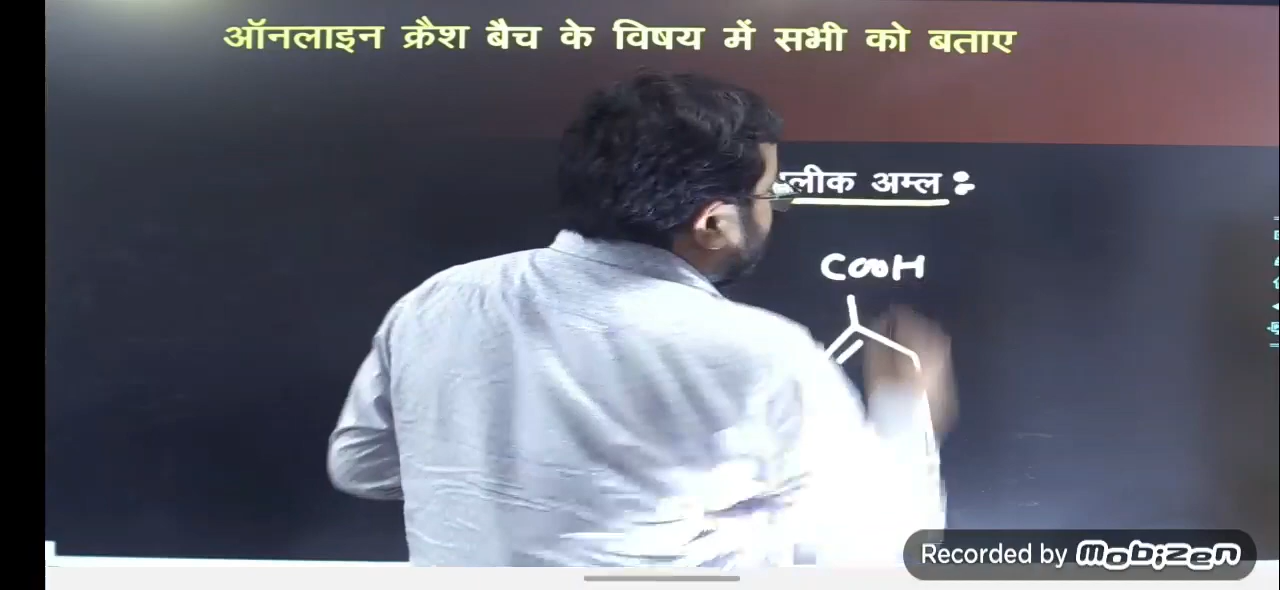 ऑनलाइन क्रैश बैच के विषय में सभी को बताए
अम्ल :-
COOH
Recorded by mobizen